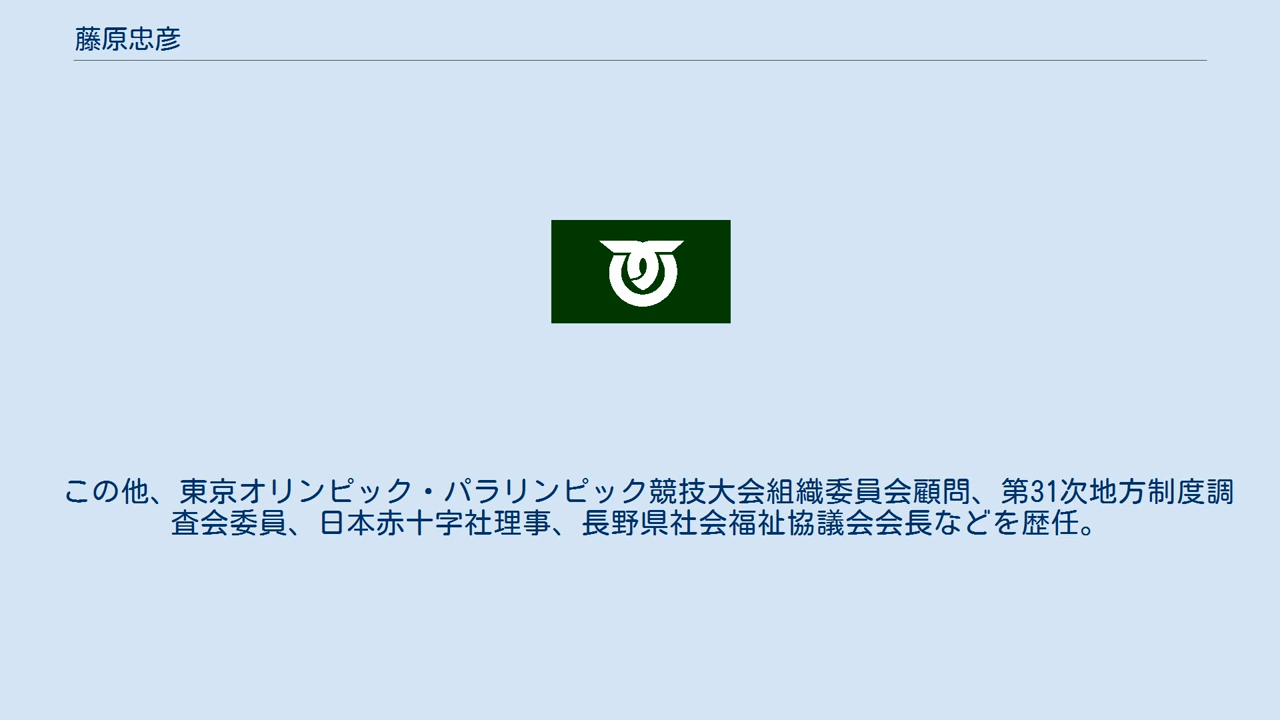 藤原忠彦
この他、東京オリンピック・パラリンピック競技大会組織委員会顧問、第31次地方制度調
査会委員、日本赤十字社理事、長野県社会福祉協議会会長などを歴任。